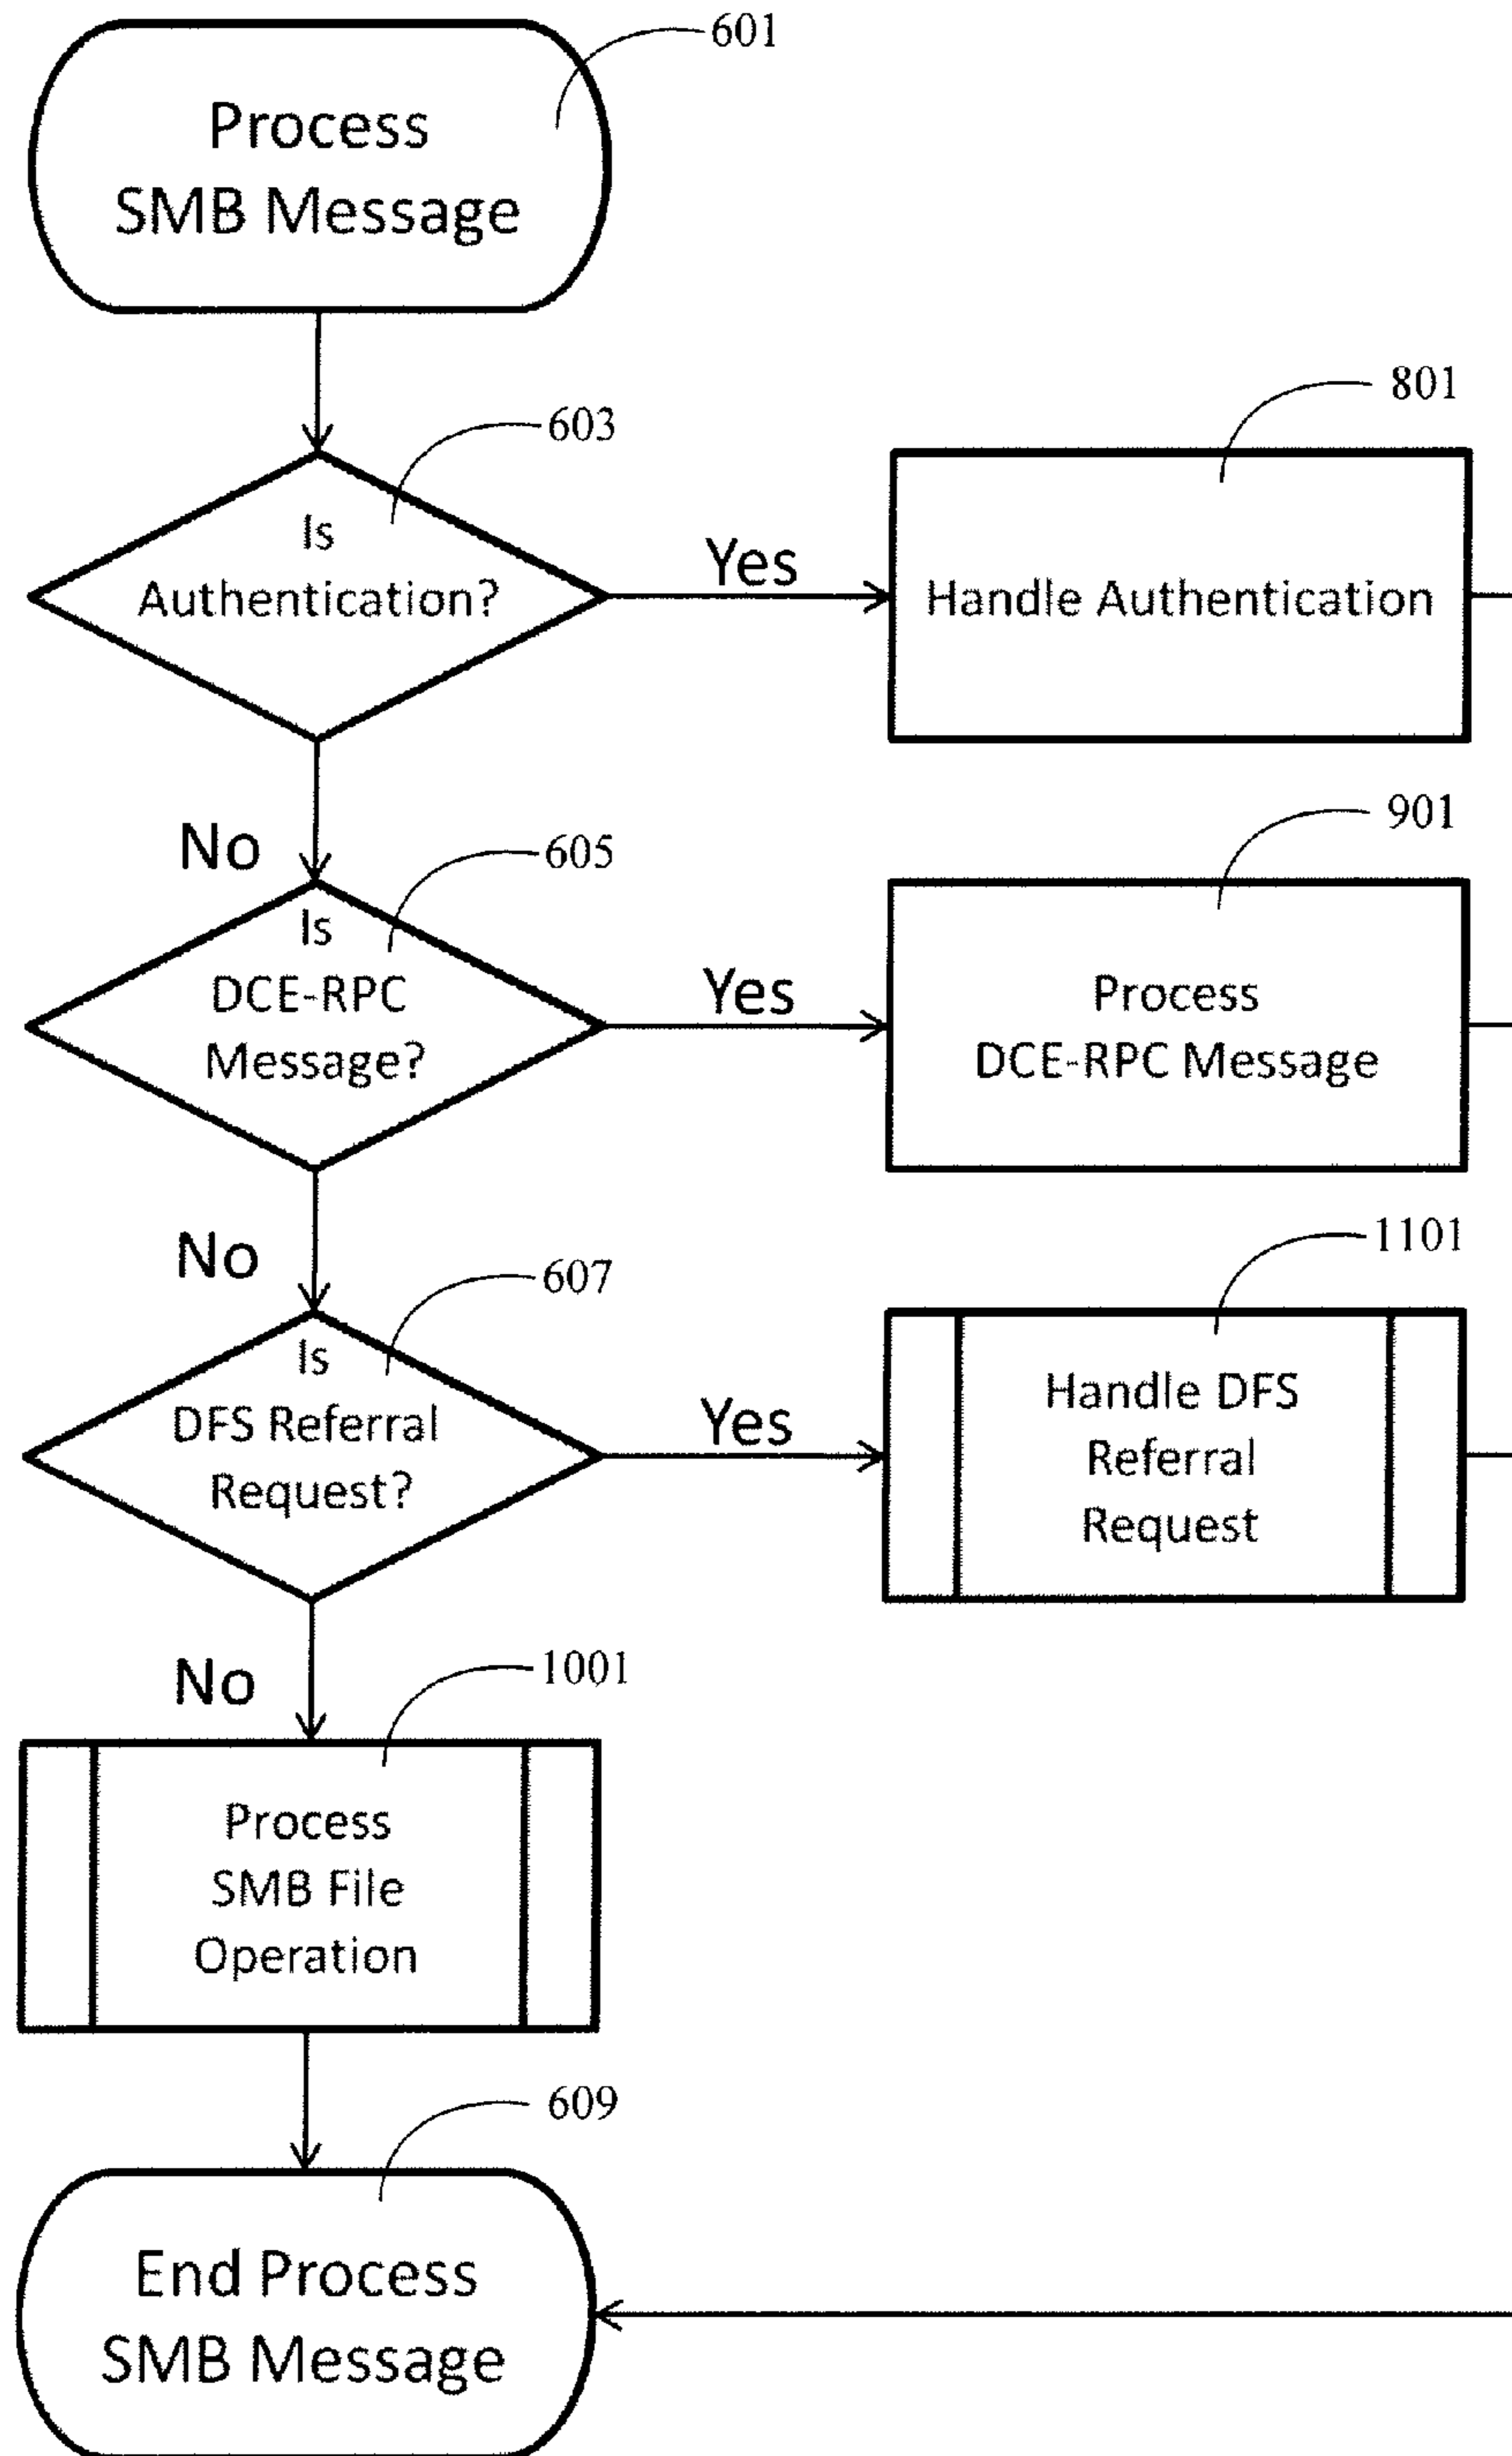 601
Process
SMB Message
801
603
Is
Authentication?
Yes
Handle Authentication
901
No
605
Is
DCE-RPC
Message?
Yes
Process
DCE-RPC Message
1101
No
607
Is
DFS Referral
Request?
Yes
Handle DFS
Referral
Request
No
1001
Process
SMB File
Operation
609
End Process
SMB Message